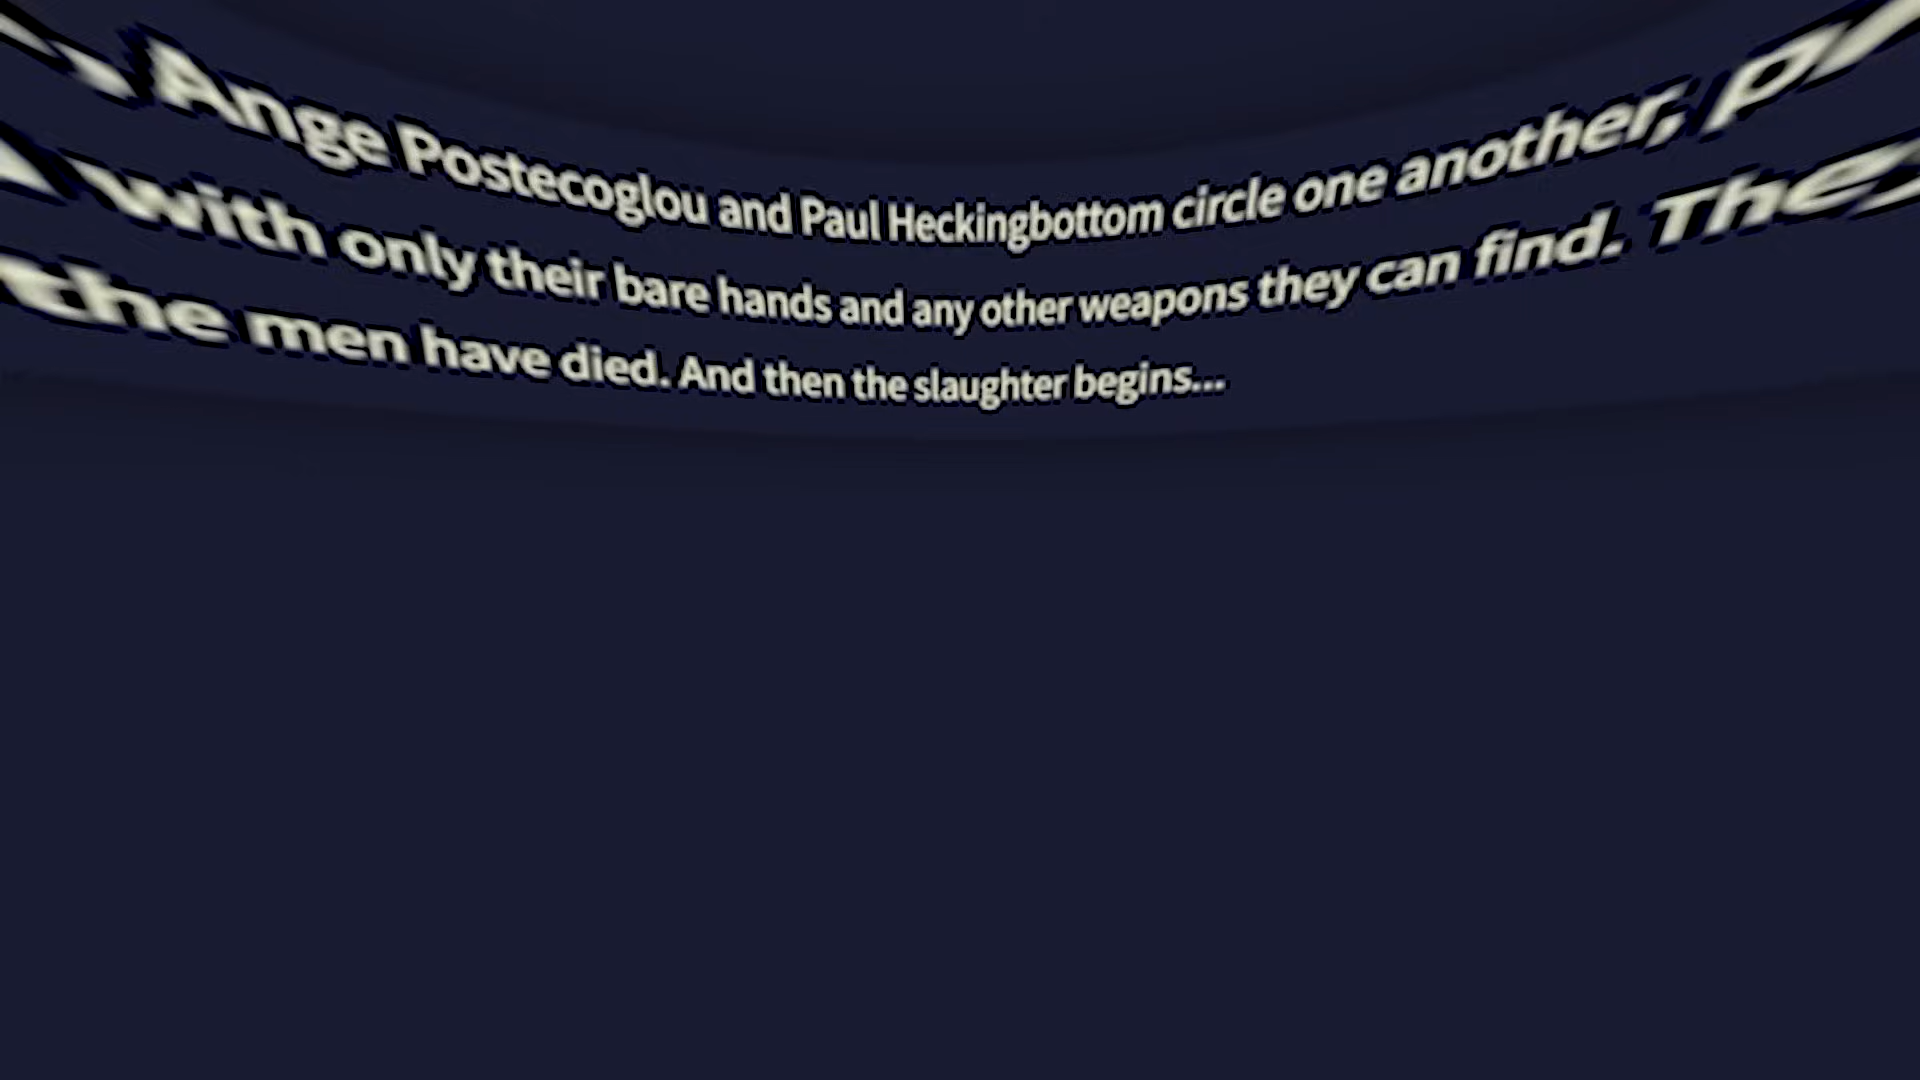 Ange Postecoglou and Paul Heckingbottom circle one another,
with only their bare hands and any other weapons they can find.
the men have died. And then the slaughter begins...